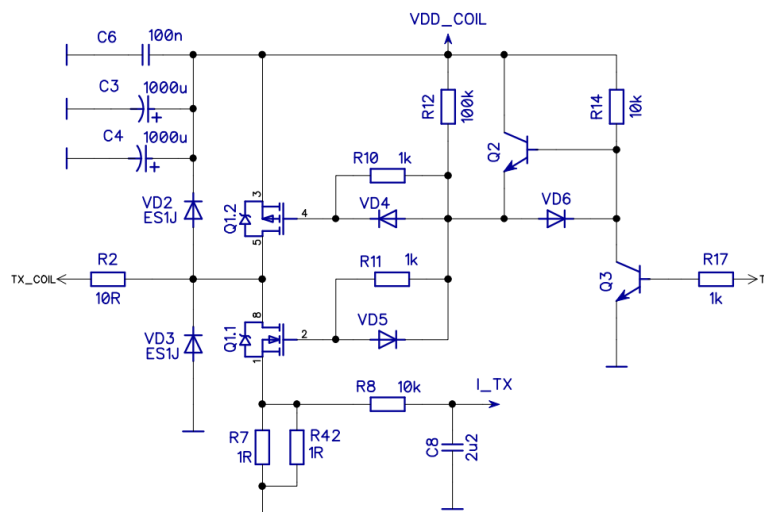 VDD_COIL
C6 100n
C3 1000u
+
C4 1000u
+
R12 100k
R14 10k
Q2
R10 1k
VD2
ES1J
VD4
VD6
Q1.2
3
4
5
R2
10R
TX_COIL
R11 1k
Q3
R17
1k
T
VD3
ES1J
VD5
Q1.1
8
2
1
R8 10k
I_TX
R7
1R
R42
1R
C8
2u2